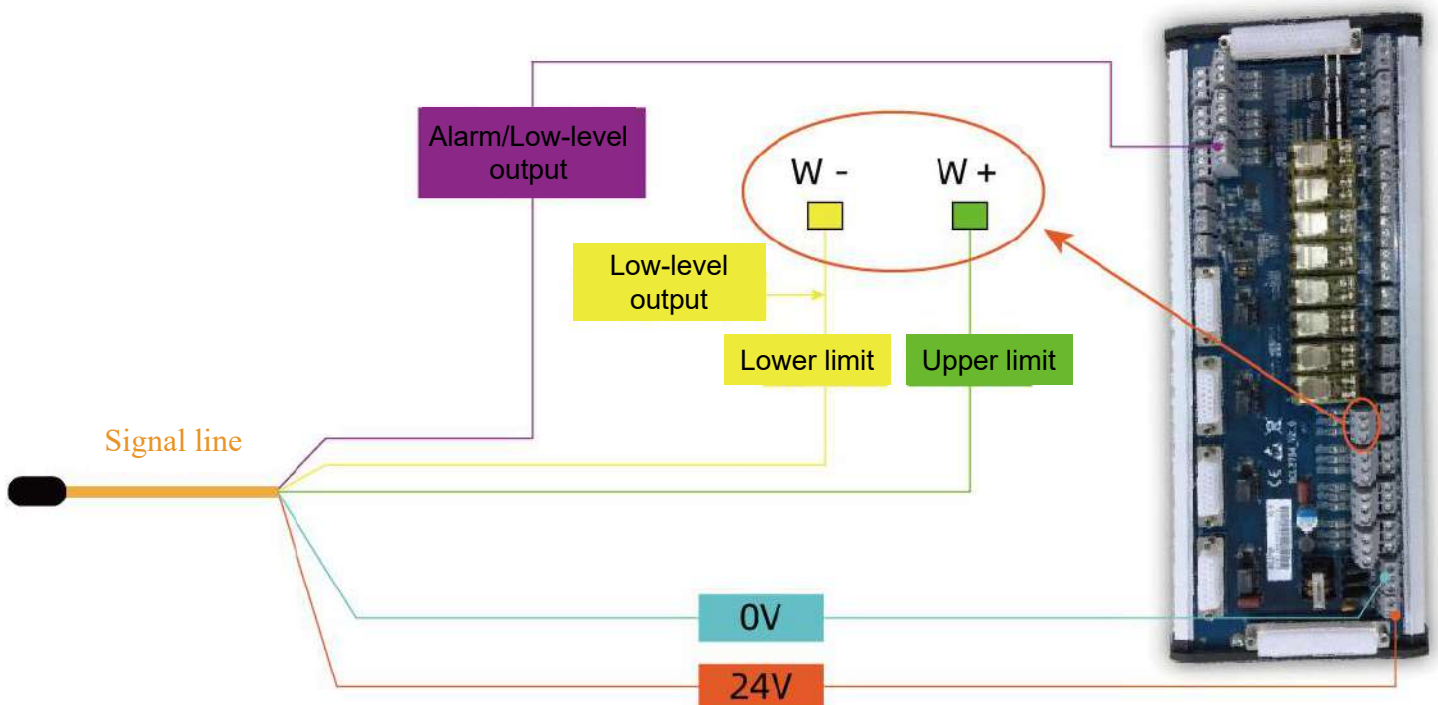 Alarm/Low-level
output
W -
W +
Low-level
output
Lower limit
Upper limit
Signal line
0V
24V